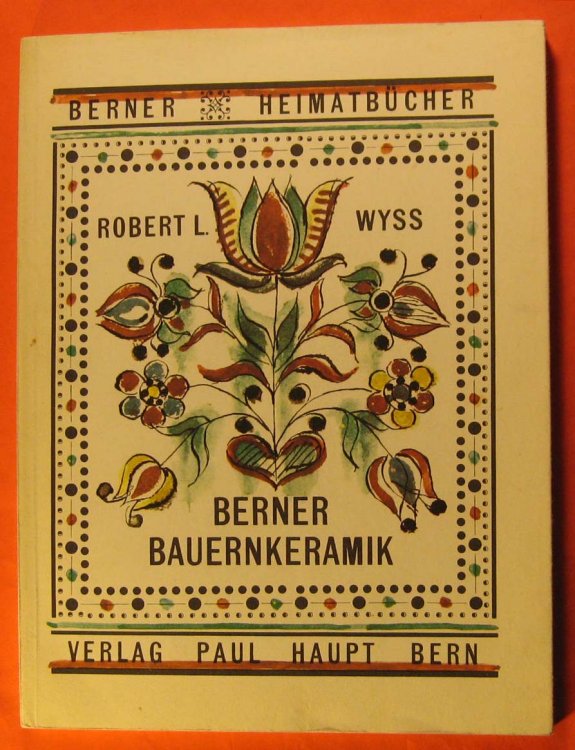 BERNER HEIMATBÜCHER
ROBERT L. WYSS
BERNER
BAUERNKERAMIK
VERLAG PAUL HAUPT BERN